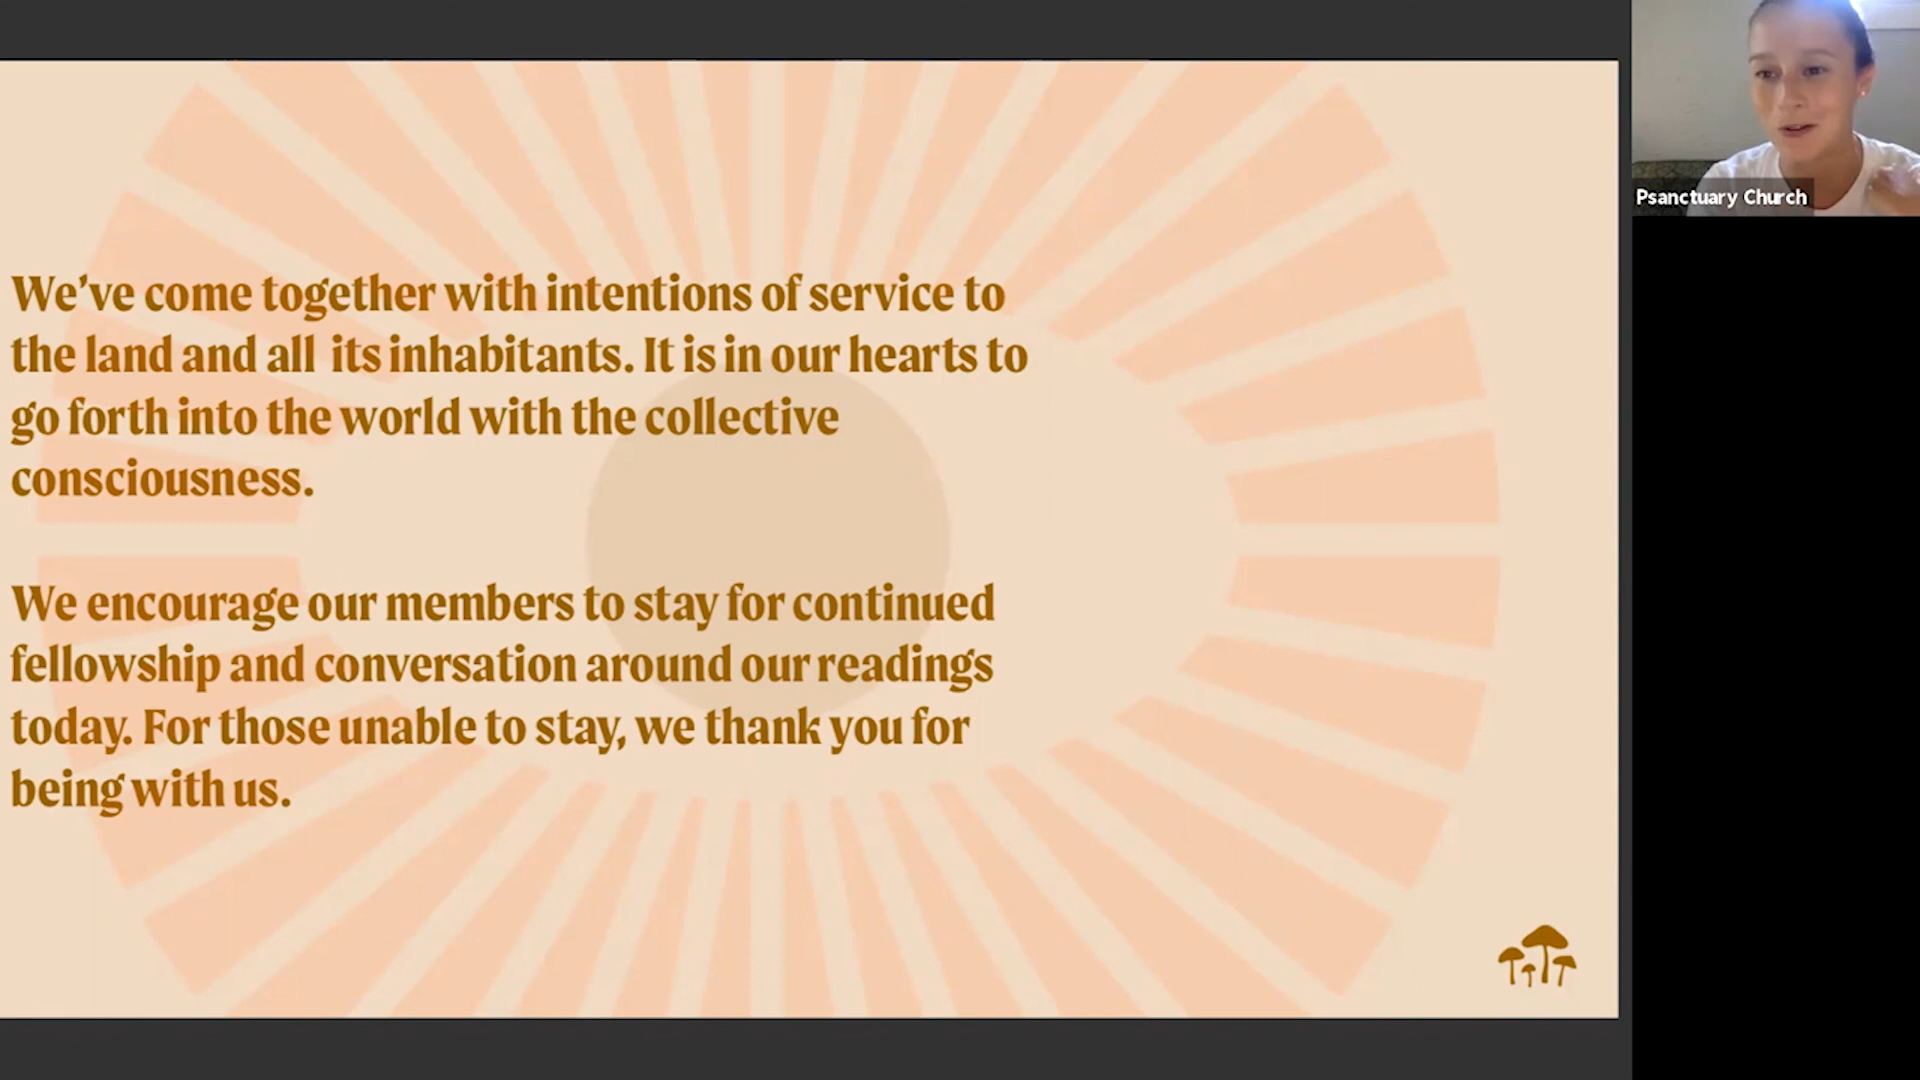 Psanctuary Church
We've come together with intentions of service to
the land and all its inhabitants. It is in our hearts to
go forth into the world with the collective
consciousness.
We encourage our members to stay for continued
fellowship and conversation around our readings
today. For those unable to stay, we thank you for
being with us.